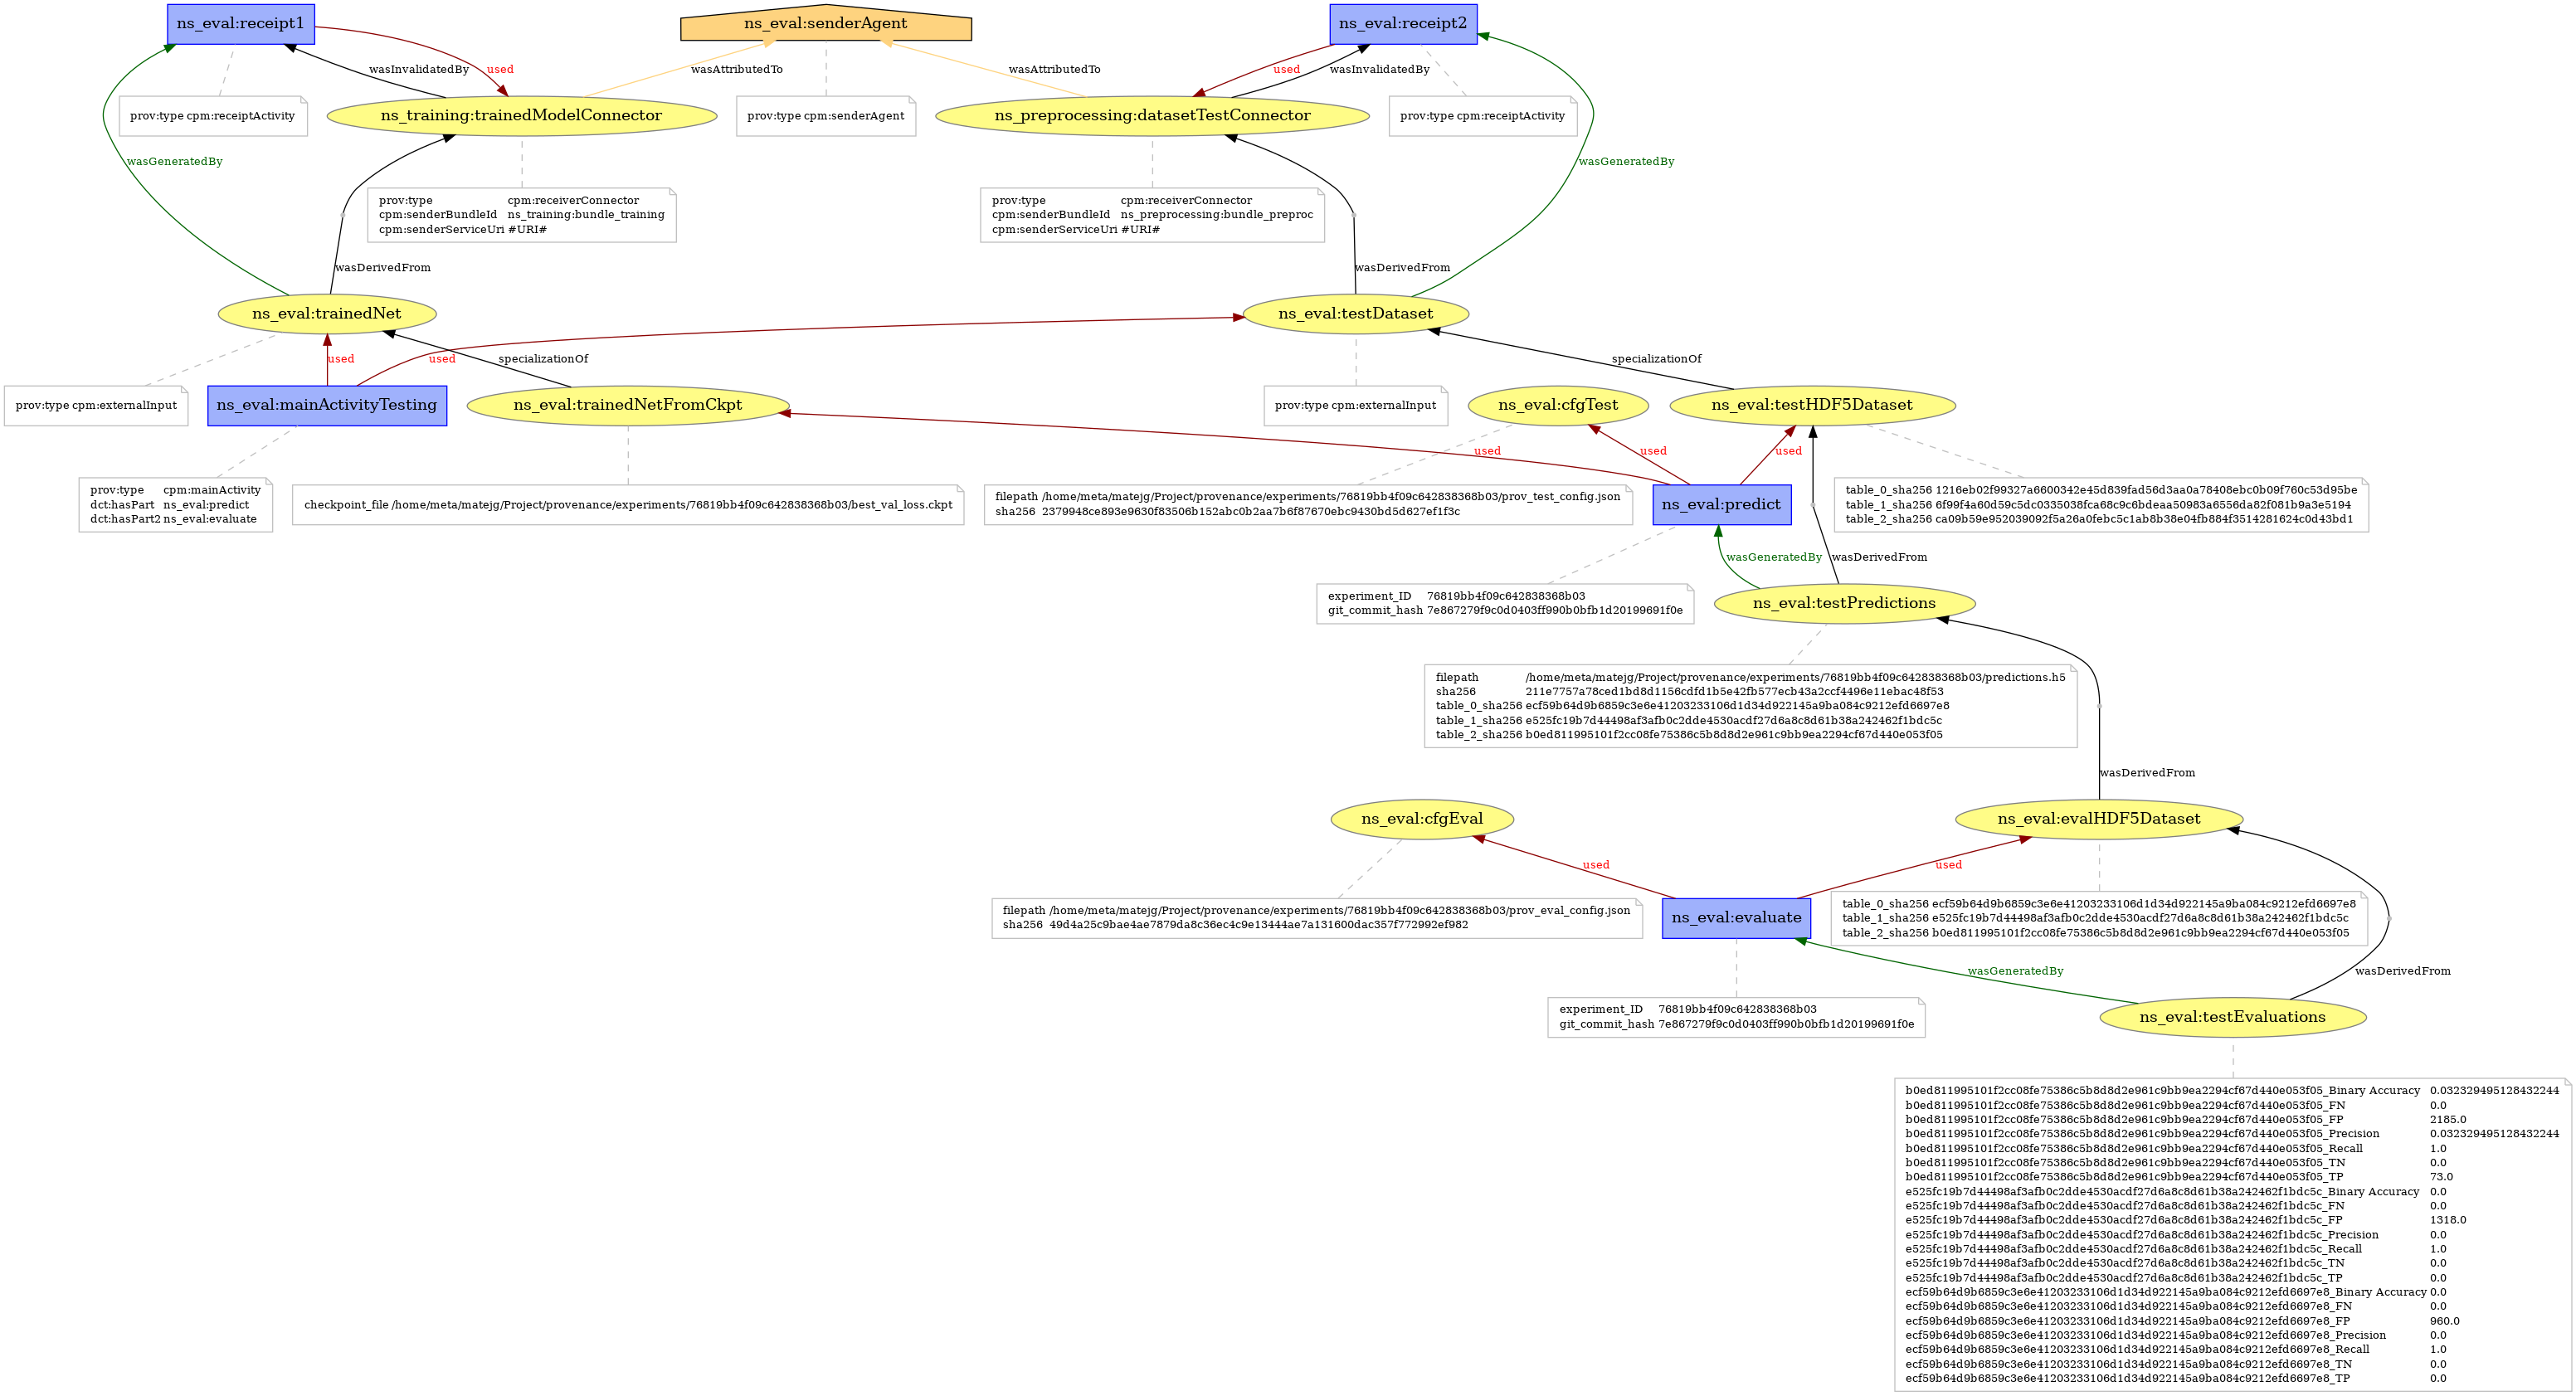 ns_eval:receipt1
ns_eval:senderAgent
ns_eval:receipt2
wasInvalidatedBy
used
wasAttributedTo
wasAttributedTo
used
wasInvalidatedBy
prov:type cpm:receiptActivity
ns_training:trainedModelConnector
prov:type cpm:senderAgent
ns_preprocessing:datasetTestConnector
prov:type cpm:receiptActivity
wasGeneratedBy
wasGeneratedBy
prov:type cpm:receiverConnector
cpm:senderBundleId ns_training:bundle_training
cpm:senderServiceUri #URI#
prov:type cpm:receiverConnector
cpm:senderBundleId ns_preprocessing:bundle_preproc
cpm:senderServiceUri #URI#
wasDerivedFrom
wasDerivedFrom
ns_eval:trainedNet
ns_eval:testDataset
used
used
specializationOf
specializationOf
prov:type cpm:externalInput
ns_eval:mainActivityTesting
ns_eval:trainedNetFromCkpt
prov:type cpm:externalInput
ns_eval:cfgTest
ns_eval:testHDF5Dataset
used
used
used
prov:type cpm:mainActivity
dct:hasPart ns_eval:predict
dct:hasPart2 ns_eval:evaluate
checkpoint_file /home/meta/matejg/Project/provenance/experiments/76819bb4f09c642838368b03/best_val_loss.ckpt
filepath /home/meta/matejg/Project/provenance/experiments/76819bb4f09c642838368b03/prov_test_config.json
sha256 2379948ce893e9630f83506b152abc0b2aa7b6f87670ebc9430bd5d627ef1f3c
ns_eval:predict
table_0_sha256 1216eb02f99327a6600342e45d839fad56d3aa0a78408ebc0b09f760c53d95be
table_1_sha256 6f99f4a60d59c5dc0335038fca68c9c6bdeaa50983a6556da82f081b9a3e5194
table_2_sha256 ca09b59e952039092f5a26a0febc5c1ab8b38e04fb884f3514281624c0d43bd1
wasGeneratedBy
wasDerivedFrom
experiment_ID 76819bb4f09c642838368b03
git_commit_hash 7e867279f9c0d0403ff990b0bfb1d20199691f0e
ns_eval:testPredictions
filepath /home/meta/matejg/Project/provenance/experiments/76819bb4f09c642838368b03/predictions.h5
sha256 211e7757a78ced1bd8d1156cdfd1b5e42fb577ecb43a2ccf4496e11ebac48f53
table_0_sha256 ecf59b64d9b6859c3e6e41203233106d1d34d922145a9ba084c9212efd6697e8
table_1_sha256 e525fc19b7d44498af3afb0c2dde4530acdf27d6a8c8d61b38a242462f1bdc5c
table_2_sha256 b0ed811995101f2cc08fe75386c5b8d8d2e961c9bb9ea2294cf67d440e053f05
wasDerivedFrom
ns_eval:cfgEval
ns_eval:evalHDF5Dataset
used
used
filepath /home/meta/matejg/Project/provenance/experiments/76819bb4f09c642838368b03/prov_eval_config.json
sha256 49d4a25c9bae4ae7879da8c36ec4c9e13444ae7a131600dac357f772992ef982
ns_eval:evaluate
table_0_sha256 ecf59b64d9b6859c3e6e41203233106d1d34d922145a9ba084c9212efd6697e8
table_1_sha256 e525fc19b7d44498af3afb0c2dde4530acdf27d6a8c8d61b38a242462f1bdc5c
table_2_sha256 b0ed811995101f2cc08fe75386c5b8d8d2e961c9bb9ea2294cf67d440e053f05
wasGeneratedBy
wasDerivedFrom
experiment_ID 76819bb4f09c642838368b03
git_commit_hash 7e867279f9c0d0403ff990b0bfb1d20199691f0e
ns_eval:testEvaluations
b0ed811995101f2cc08fe75386c5b8d8d2e961c9bb9ea2294cf67d440e053f05_Binary Accuracy 0.032329495128432244
b0ed811995101f2cc08fe75386c5b8d8d2e961c9bb9ea2294cf67d440e053f05_FN 0.0
b0ed811995101f2cc08fe75386c5b8d8d2e961c9bb9ea2294cf67d440e053f05_FP 2185.0
b0ed811995101f2cc08fe75386c5b8d8d2e961c9bb9ea2294cf67d440e053f05_Precision 0.032329495128432244
b0ed811995101f2cc08fe75386c5b8d8d2e961c9bb9ea2294cf67d440e053f05_Recall 1.0
b0ed811995101f2cc08fe75386c5b8d8d2e961c9bb9ea2294cf67d440e053f05_TN 0.0
b0ed811995101f2cc08fe75386c5b8d8d2e961c9bb9ea2294cf67d440e053f05_TP 73.0
e525fc19b7d44498af3afb0c2dde4530acdf27d6a8c8d61b38a242462f1bdc5c_Binary Accuracy 0.0
e525fc19b7d44498af3afb0c2dde4530acdf27d6a8c8d61b38a242462f1bdc5c_FN 0.0
e525fc19b7d44498af3afb0c2dde4530acdf27d6a8c8d61b38a242462f1bdc5c_FP 1318.0
e525fc19b7d44498af3afb0c2dde4530acdf27d6a8c8d61b38a242462f1bdc5c_Precision 0.0
e525fc19b7d44498af3afb0c2dde4530acdf27d6a8c8d61b38a242462f1bdc5c_Recall 1.0
e525fc19b7d44498af3afb0c2dde4530acdf27d6a8c8d61b38a242462f1bdc5c_TN 0.0
e525fc19b7d44498af3afb0c2dde4530acdf27d6a8c8d61b38a242462f1bdc5c_TP 0.0
ecf59b64d9b6859c3e6e41203233106d1d34d922145a9ba084c9212efd6697e8_Binary Accuracy 0.0
ecf59b64d9b6859c3e6e41203233106d1d34d922145a9ba084c9212efd6697e8_FN 0.0
ecf59b64d9b6859c3e6e41203233106d1d34d922145a9ba084c9212efd6697e8_FP 960.0
ecf59b64d9b6859c3e6e41203233106d1d34d922145a9ba084c9212efd6697e8_Precision 0.0
ecf59b64d9b6859c3e6e41203233106d1d34d922145a9ba084c9212efd6697e8_Recall 1.0
ecf59b64d9b6859c3e6e41203233106d1d34d922145a9ba084c9212efd6697e8_TN 0.0
ecf59b64d9b6859c3e6e41203233106d1d34d922145a9ba084c9212efd6697e8_TP 0.0